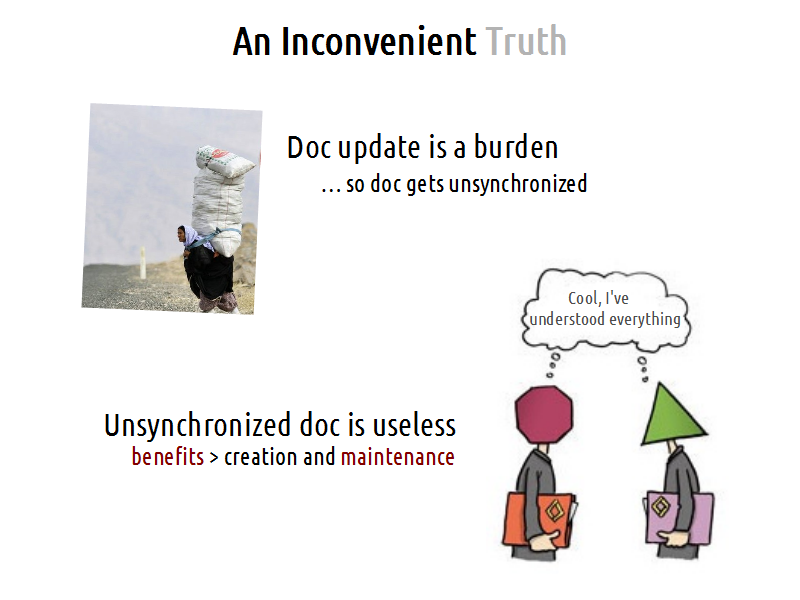 An Inconvenient Truth
Doc update is a burden
… so doc gets unsynchronized
Cool, I've
understood everything
Unsynchronized doc is useless
benefits > creation and maintenance